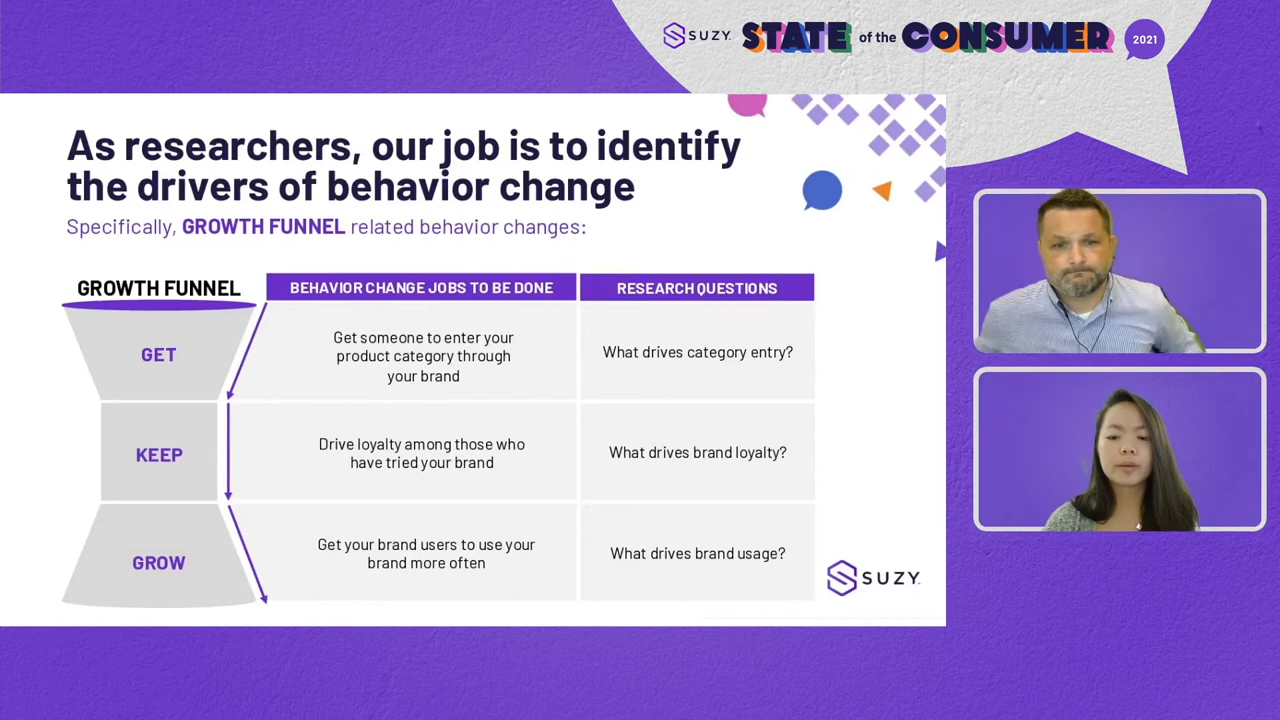 SUZY STATE of the CONSUMER 2021
As researchers, our job is to identify
the drivers of behavior change
Specifically, GROWTH FUNNEL related behavior changes:
GROWTH FUNNEL
BEHAVIOR CHANGE JOBS TO BE DONE
RESEARCH QUESTIONS
GET
Get someone to enter your
product category through
your brand
What drives category entry?
KEEP
Drive loyalty among those who
have tried your brand
What drives brand loyalty?
GROW
Get your brand users to use your
brand more often
What drives brand usage?
SUZY